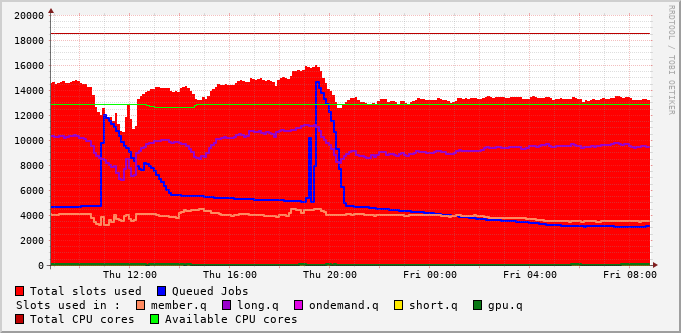 20000
18000
16000
14000
12000
10000
8000
6000
4000
2000
0
Thu 12:00 Thu 16:00 Thu 20:00 Fri 00:00 Fri 04:00 Fri 08:00
RRDTOOL / TOBI OETIKER
Total slots used Queued Jobs
Slots used in : member.q long.q ondemand.q short.q gpu.q
Total CPU cores Available CPU cores